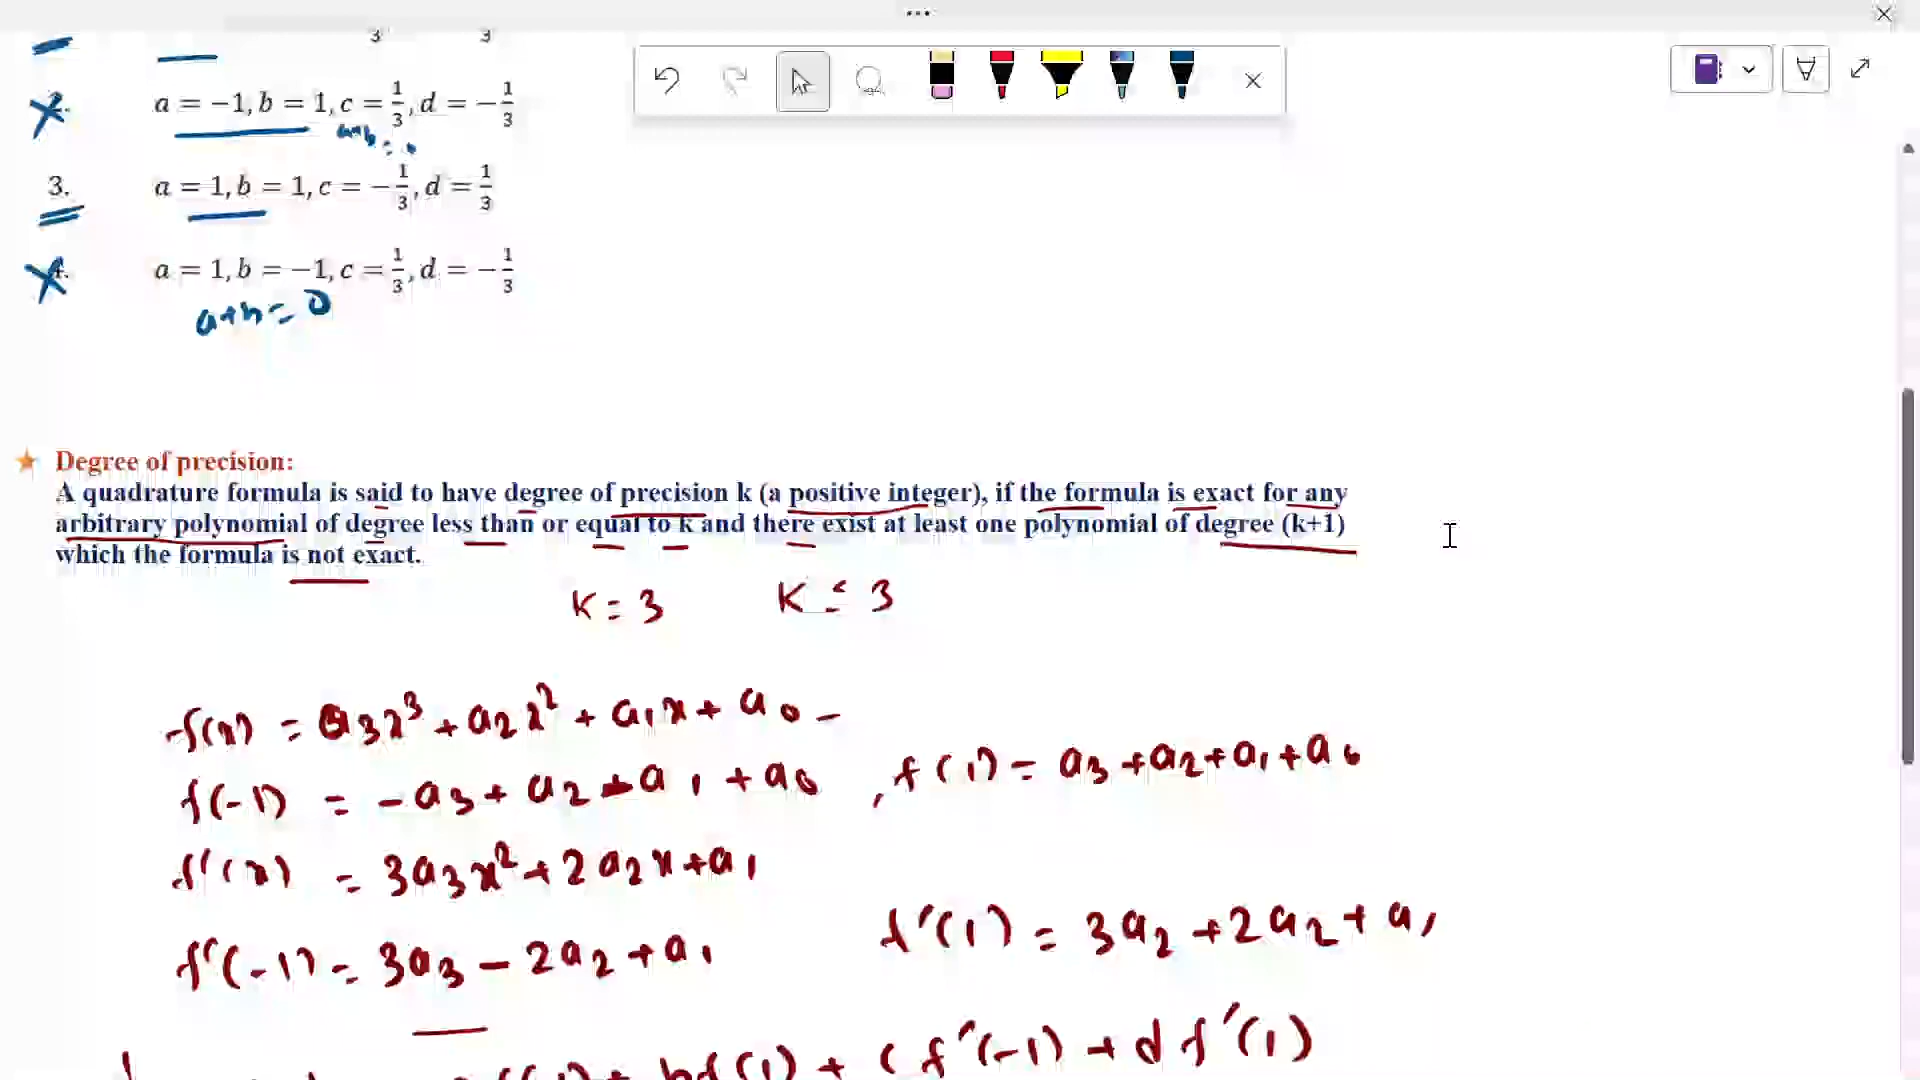 3 3
2. a = −1, b = 1, c = 1/3, d = −1/3
a+b = 0
3. a = 1, b = 1, c = −1/3, d = 1/3
4. a = 1, b = −1, c = 1/3, d = −1/3
a+b = 0
Degree of precision:
A quadrature formula is said to have degree of precision k (a positive integer), if the formula is exact for any
arbitrary polynomial of degree less than or equal to k and there exist at least one polynomial of degree (k+1)
which the formula is not exact.
K = 3 K ≤ 3
f(x) = a₃x³ + a₂x² + a₁x + a₀ −
f(-1) = -a₃ + a₂ - a₁ + a₀ , f(1) = a₃ + a₂ + a₁ + a₀
f'(x) = 3a₃x² + 2a₂x + a₁
f'(-1) = 3a₃ − 2a₂ + a₁ f'(1) = 3a₂ + 2a₂ + a₁
bf(1) + cf'(-1) + df'(1)